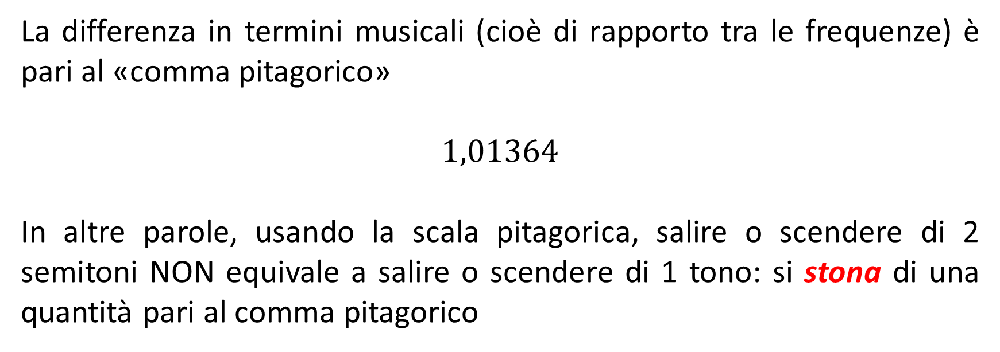 La differenza in termini musicali (cioè di rapporto tra le frequenze) è
pari al «comma pitagorico»
1,01364
In altre parole, usando la scala pitagorica, salire o scendere di 2
semitoni NON equivale a salire o scendere di 1 tono: si stona di una
quantità pari al comma pitagorico